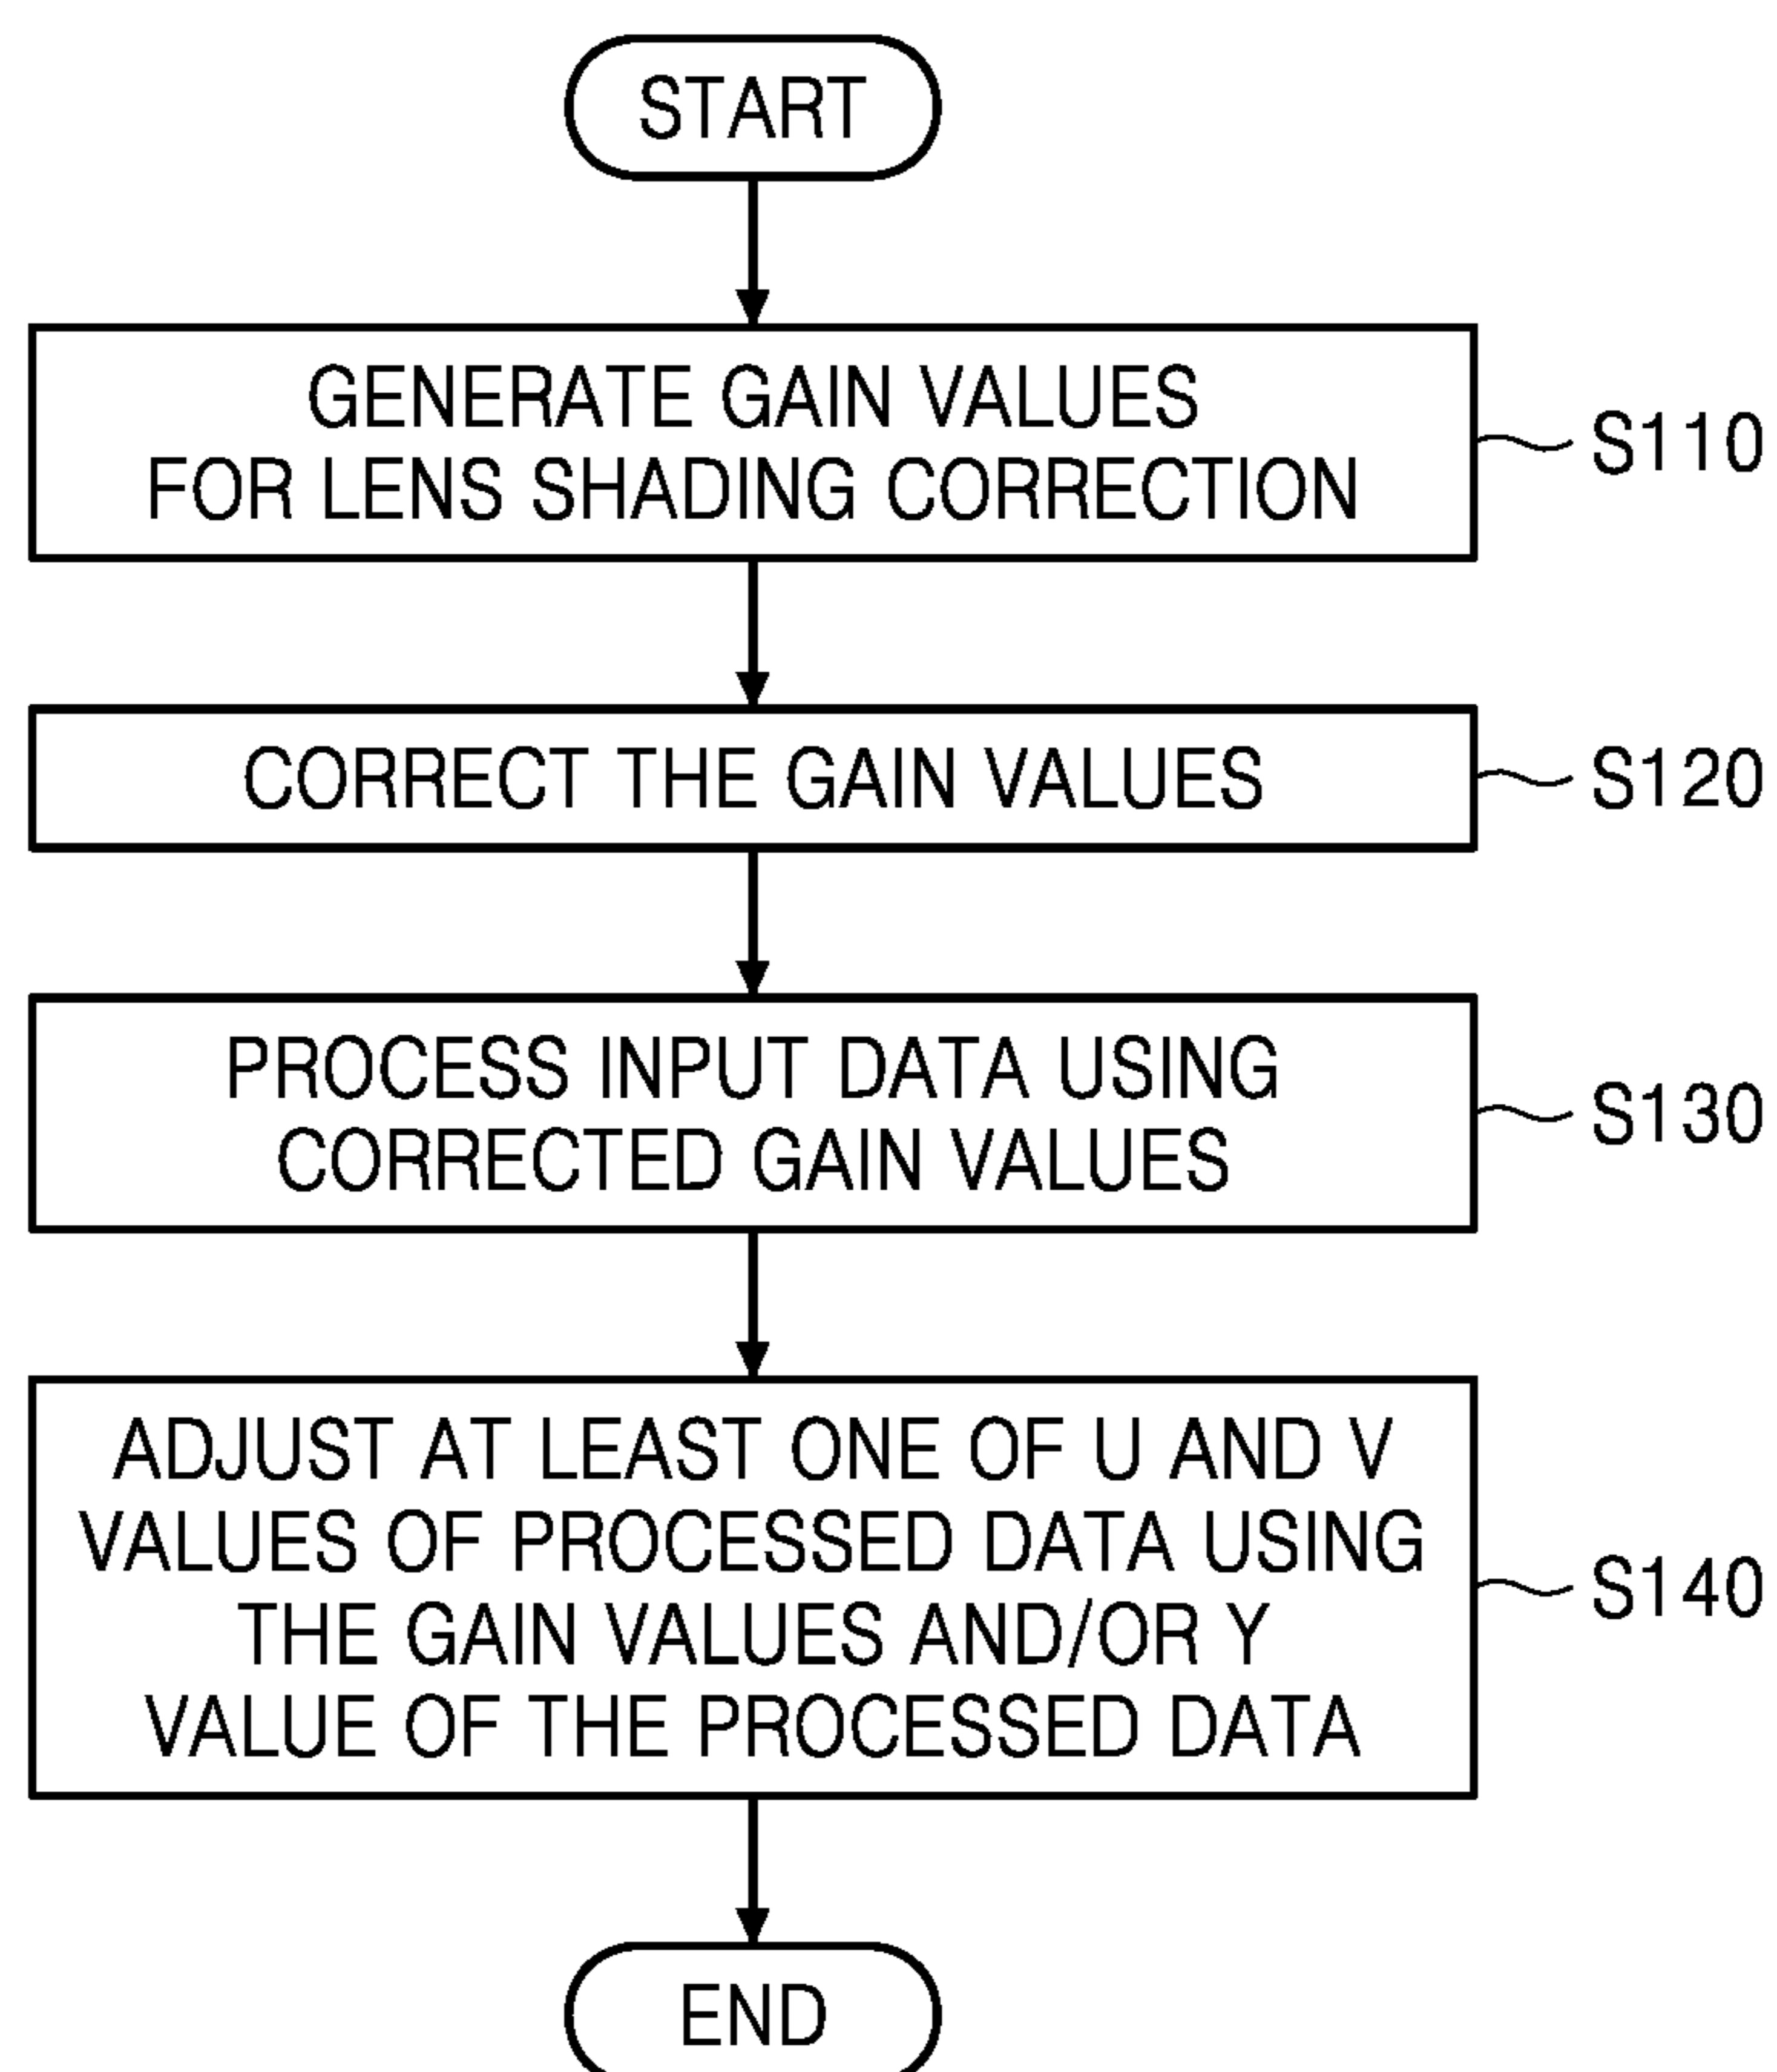 START
GENERATE GAIN VALUES
FOR LENS SHADING CORRECTION
S110
CORRECT THE GAIN VALUES
S120
PROCESS INPUT DATA USING
CORRECTED GAIN VALUES
S130
ADJUST AT LEAST ONE OF U AND V
VALUES OF PROCESSED DATA USING
THE GAIN VALUES AND/OR Y
VALUE OF THE PROCESSED DATA
S140
END